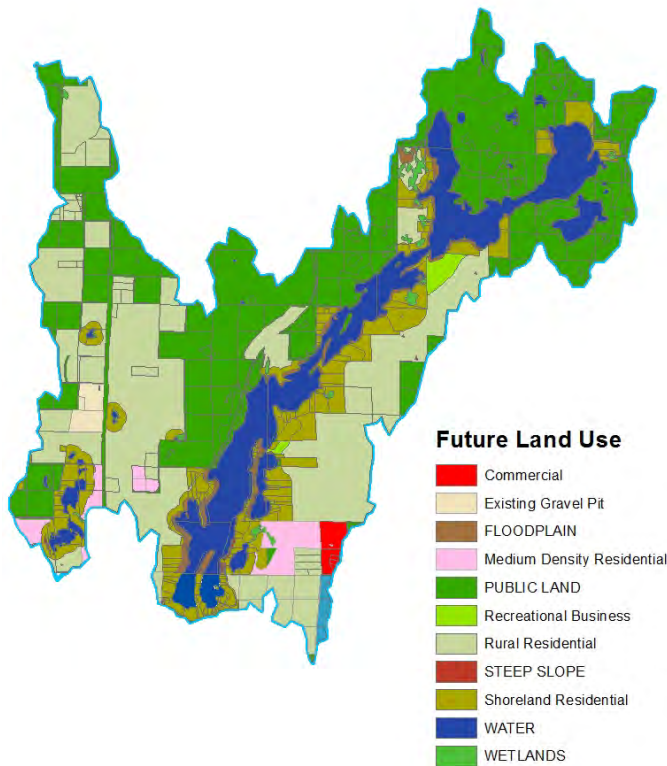 Future Land Use
Commercial
Existing Gravel Pit
FLOODPLAIN
Medium Density Residential
PUBLIC LAND
Recreational Business
Rural Residential
STEEP SLOPE
Shoreland Residential
WATER
WETLANDS